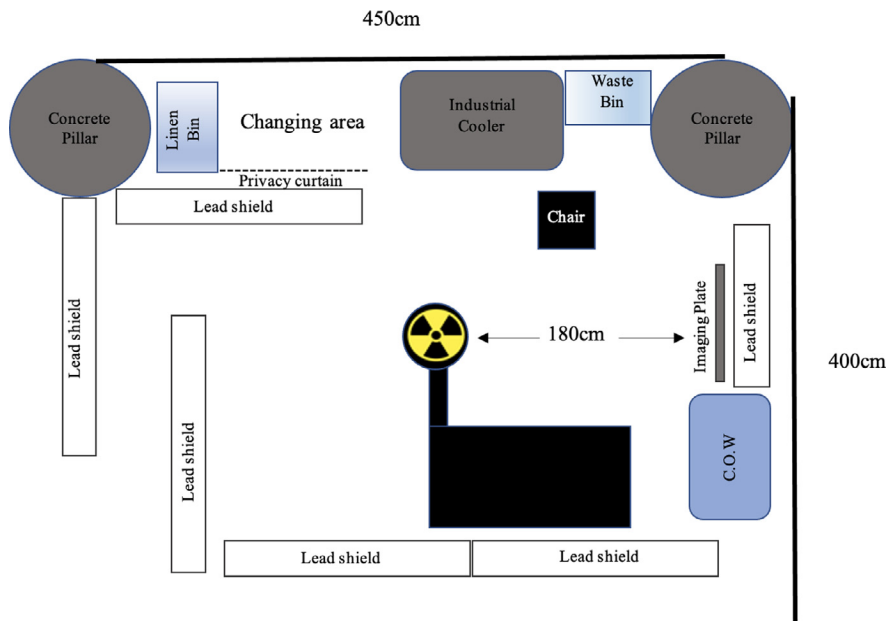 450cm
Concrete
Pillar
Linen
Bin
Changing area
Industrial
Cooler
Waste
Bin
Concrete
Pillar
Privacy curtain
Lead shield
Chair
Lead shield
Lead shield
180cm
Imaging Plate
Lead shield
400cm
C.O.W
Lead shield
Lead shield